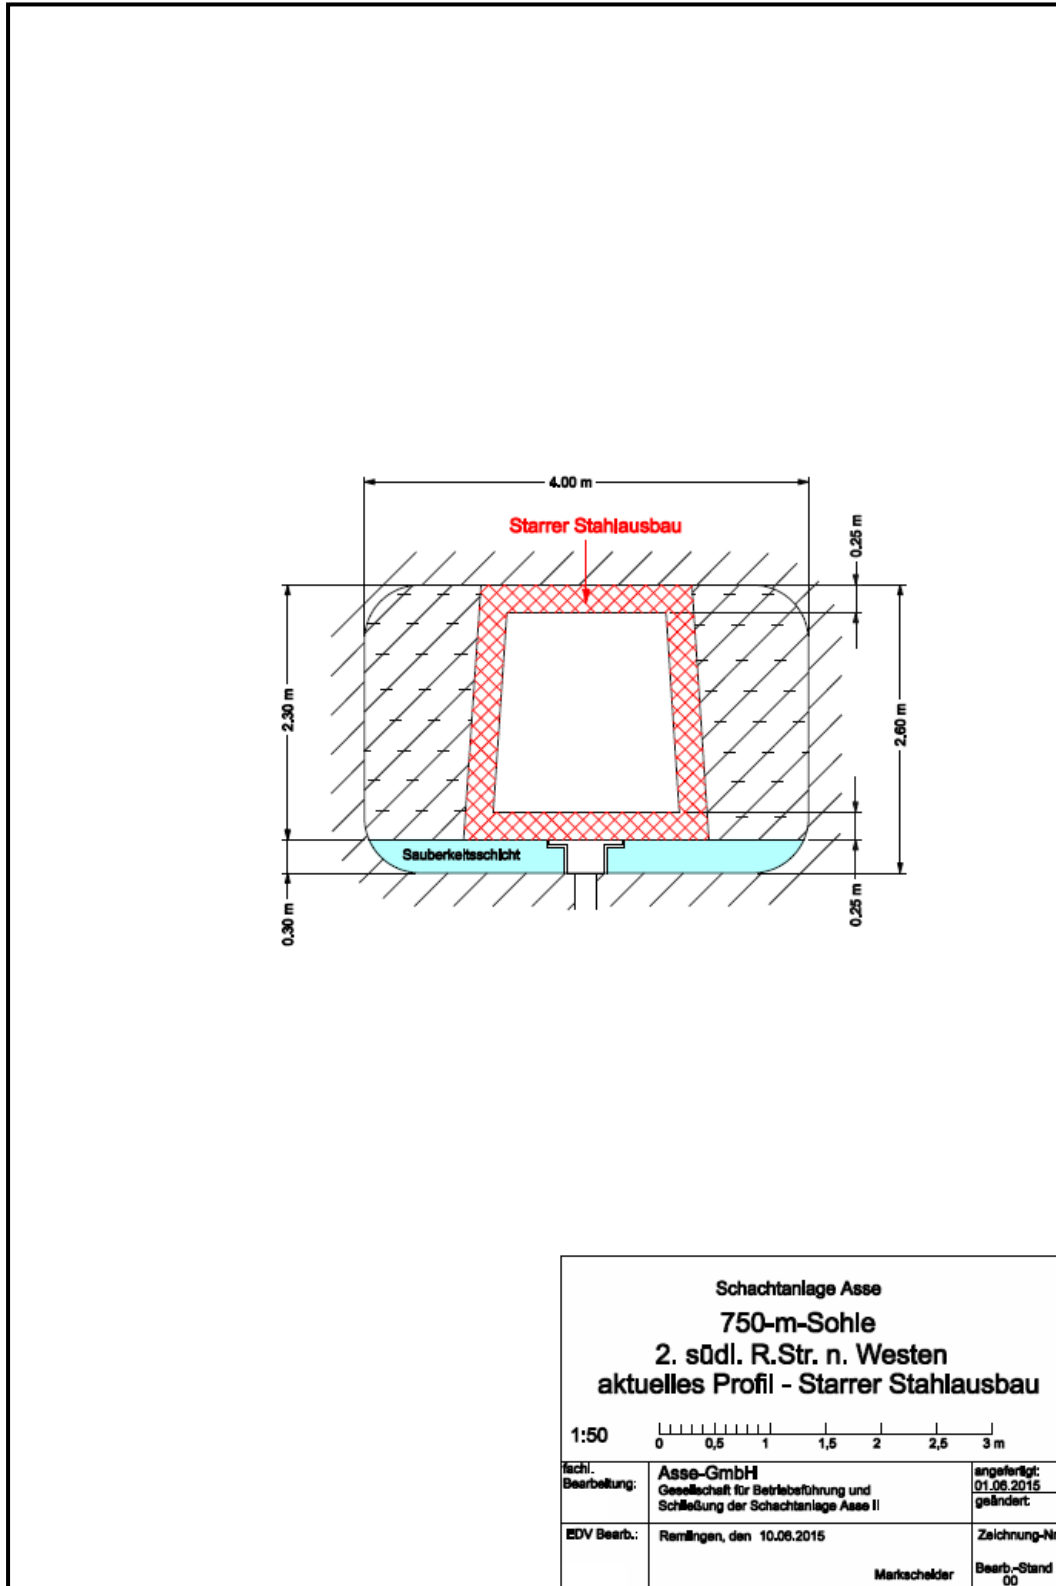 4.00 m
Starrer Stahlausbau
0.25 m
2.30 m
2.60 m
Sauberkeitsschicht
0.30 m
0.25 m
Schachtanlage Asse
750-m-Sohle
2. südl. R.Str. n. Westen
aktuelles Profil - Starrer Stahlausbau
1:50
0 0,5 1 1,5 2 2,5 3 m
fachl.
Bearbeitung:
Asse-GmbH
Gesellschaft für Betriebsführung und
Schließung der Schachtanlage Asse II
angefertigt:
01.06.2015
geändert:
EDV Bearb.:
Remlingen, den 10.06.2015
Markscheider
Zeichnung-Nr
Bearb.-Stand
00